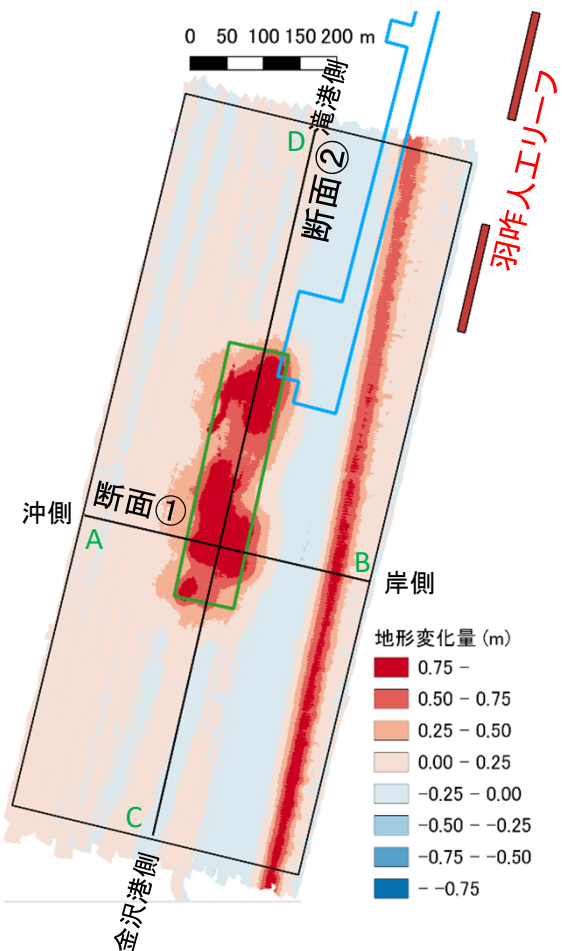 0 50 100 150 200 m
滝港側
D
断面②
羽咋人工リーフ
沖側
断面①
A
B
岸側
地形変化量 (m)
0.75 -
0.50 - 0.75
0.25 - 0.50
0.00 - 0.25
-0.25 - 0.00
-0.50 - -0.25
-0.75 - -0.50
- -0.75
C
金沢港側